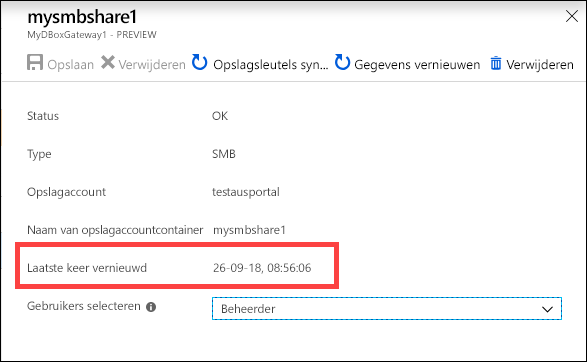 mysmbshare1
MyDBoxGateway1 - PREVIEW
Opslaan Verwijderen Opslagsleutels syn... Gegevens vernieuwen Verwijderen
Status OK
Type SMB
Opslagaccount testausportal
Naam van opslagaccountcontainer mysmbshare1
Laatste keer vernieuwd 26-09-18, 08:56:06
Gebruikers selecteren Beheerder